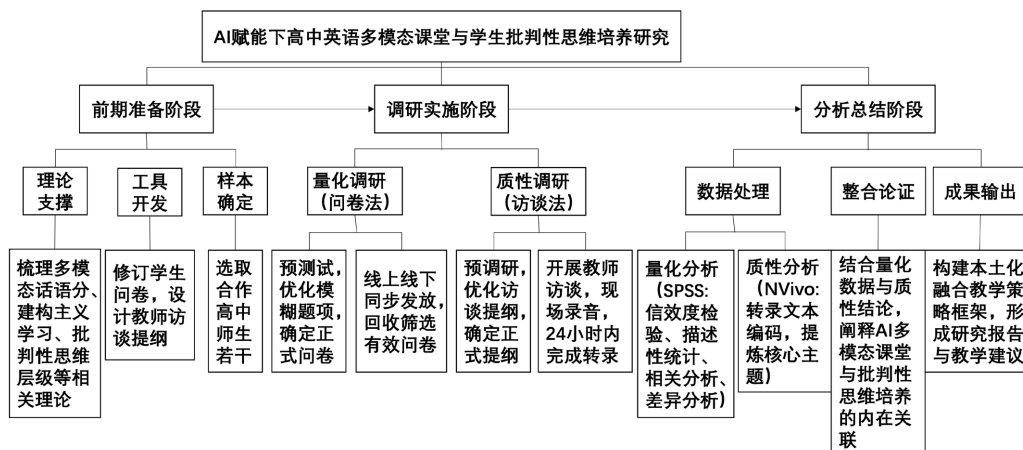 AI赋能下高中英语多模态课堂与学生批判性思维培养研究
前期准备阶段
调研实施阶段
分析总结阶段
理论
支撑
工具
开发
样本
确定
量化调研
(问卷法)
质性调研
(访谈法)
数据处理
整合论证
成果输出
梳理多模
态话语分、
建构主义
学习、批
判性思维
层级等相
关理论
修订学生
问卷，设
计教师访
谈提纲
选取
合作
高中
师生
若干
预测试，
优化模
糊题项，
确定正
式问卷
线上线下
同步发放，
回收筛选
有效问卷
预调研，
优化访
谈提纲，
确定正
式提纲
开展教师
访谈，现
场录音，
24小时内
完成转录
量化分析
(SPSS:
信效度检
验、描述
性统计、
相关分析、
差异分析)
质性分析
(NVivo:
转录文本
编码，提
炼核心主
题)
结合量化
数据与质
性结论，
阐释AI多
模态课堂
与批判性
思维培养
的内在关
联
构建本土化
融合教学策
略框架，形
成研究报告
与教学建议